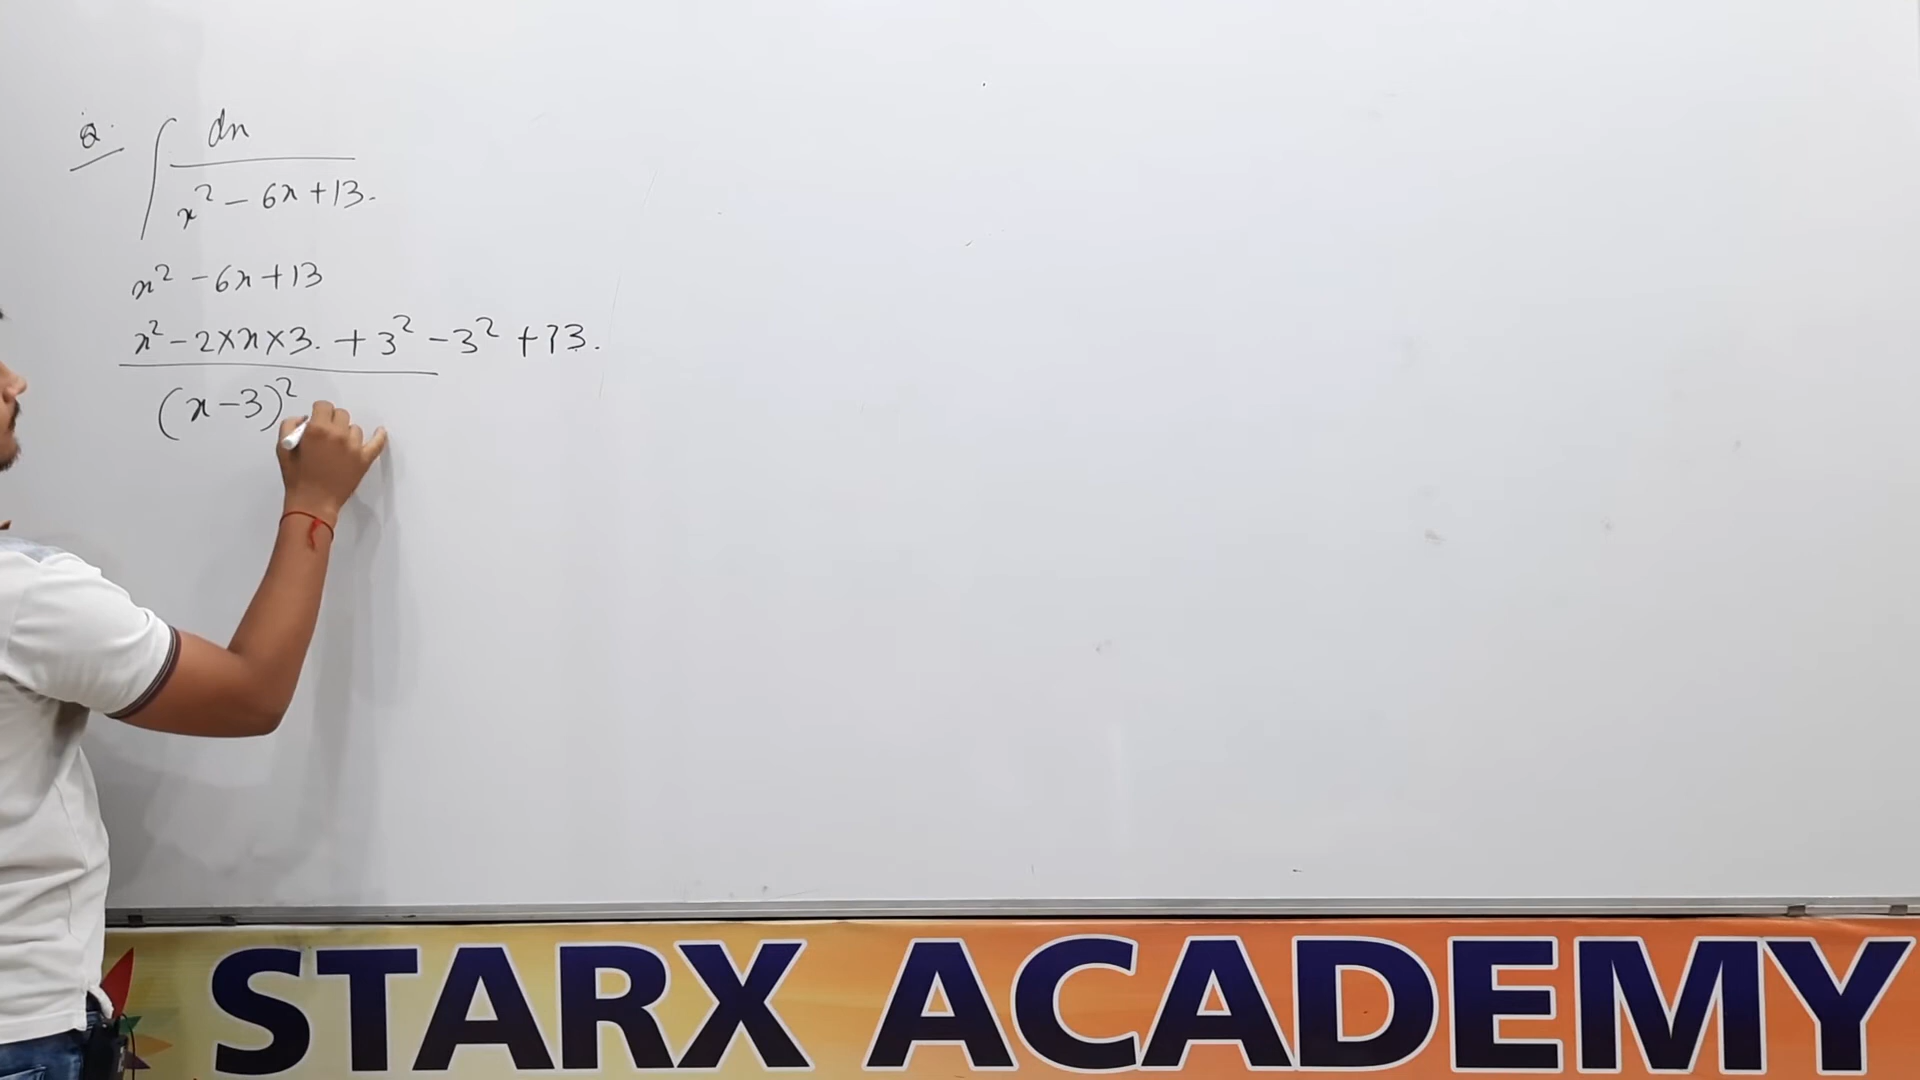 Q. ∫ dx / x² - 6x + 13.
x² - 6x + 13
x² - 2×x×3. + 3² - 3² + 13.
(x-3)²
STARX ACADEMY